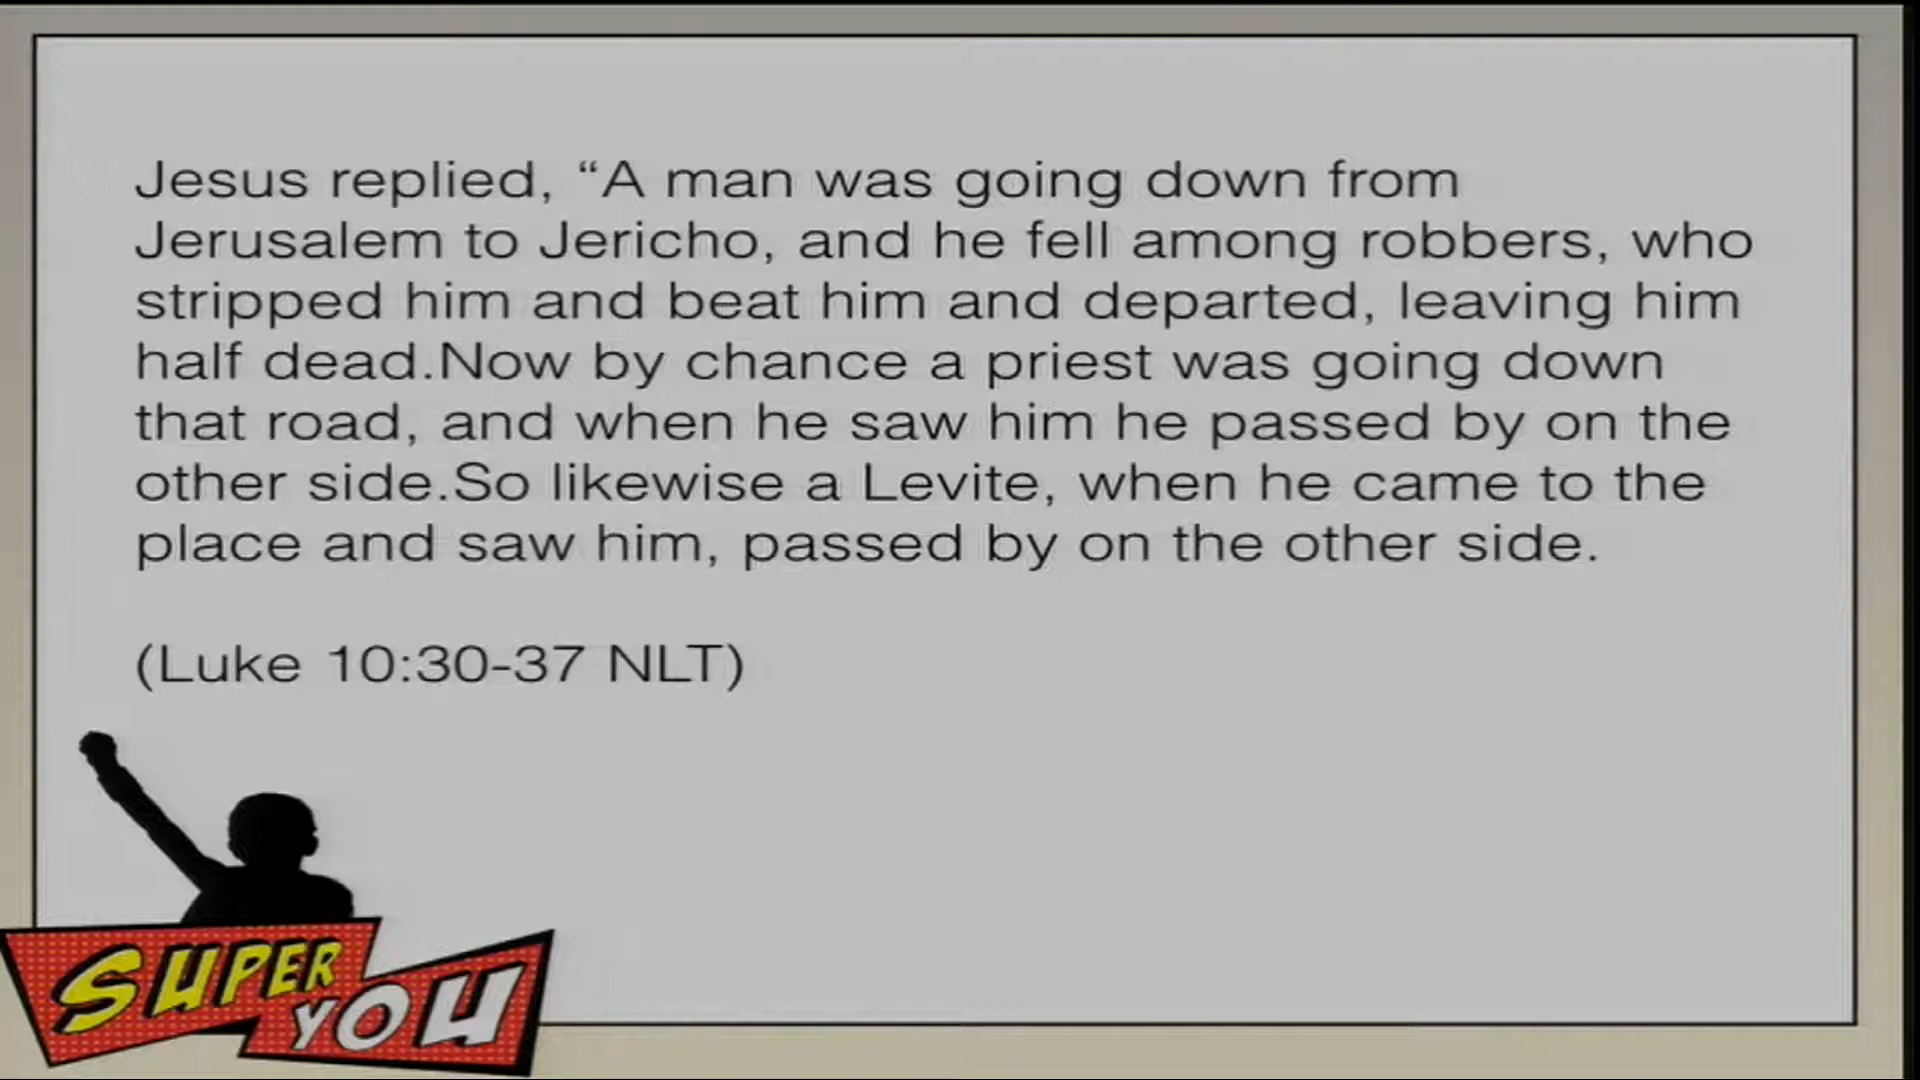 Jesus replied, “A man was going down from
Jerusalem to Jericho, and he fell among robbers, who
stripped him and beat him and departed, leaving him
half dead.Now by chance a priest was going down
that road, and when he saw him he passed by on the
other side.So likewise a Levite, when he came to the
place and saw him, passed by on the other side.
(Luke 10:30-37 NLT)
SUPER
YOU